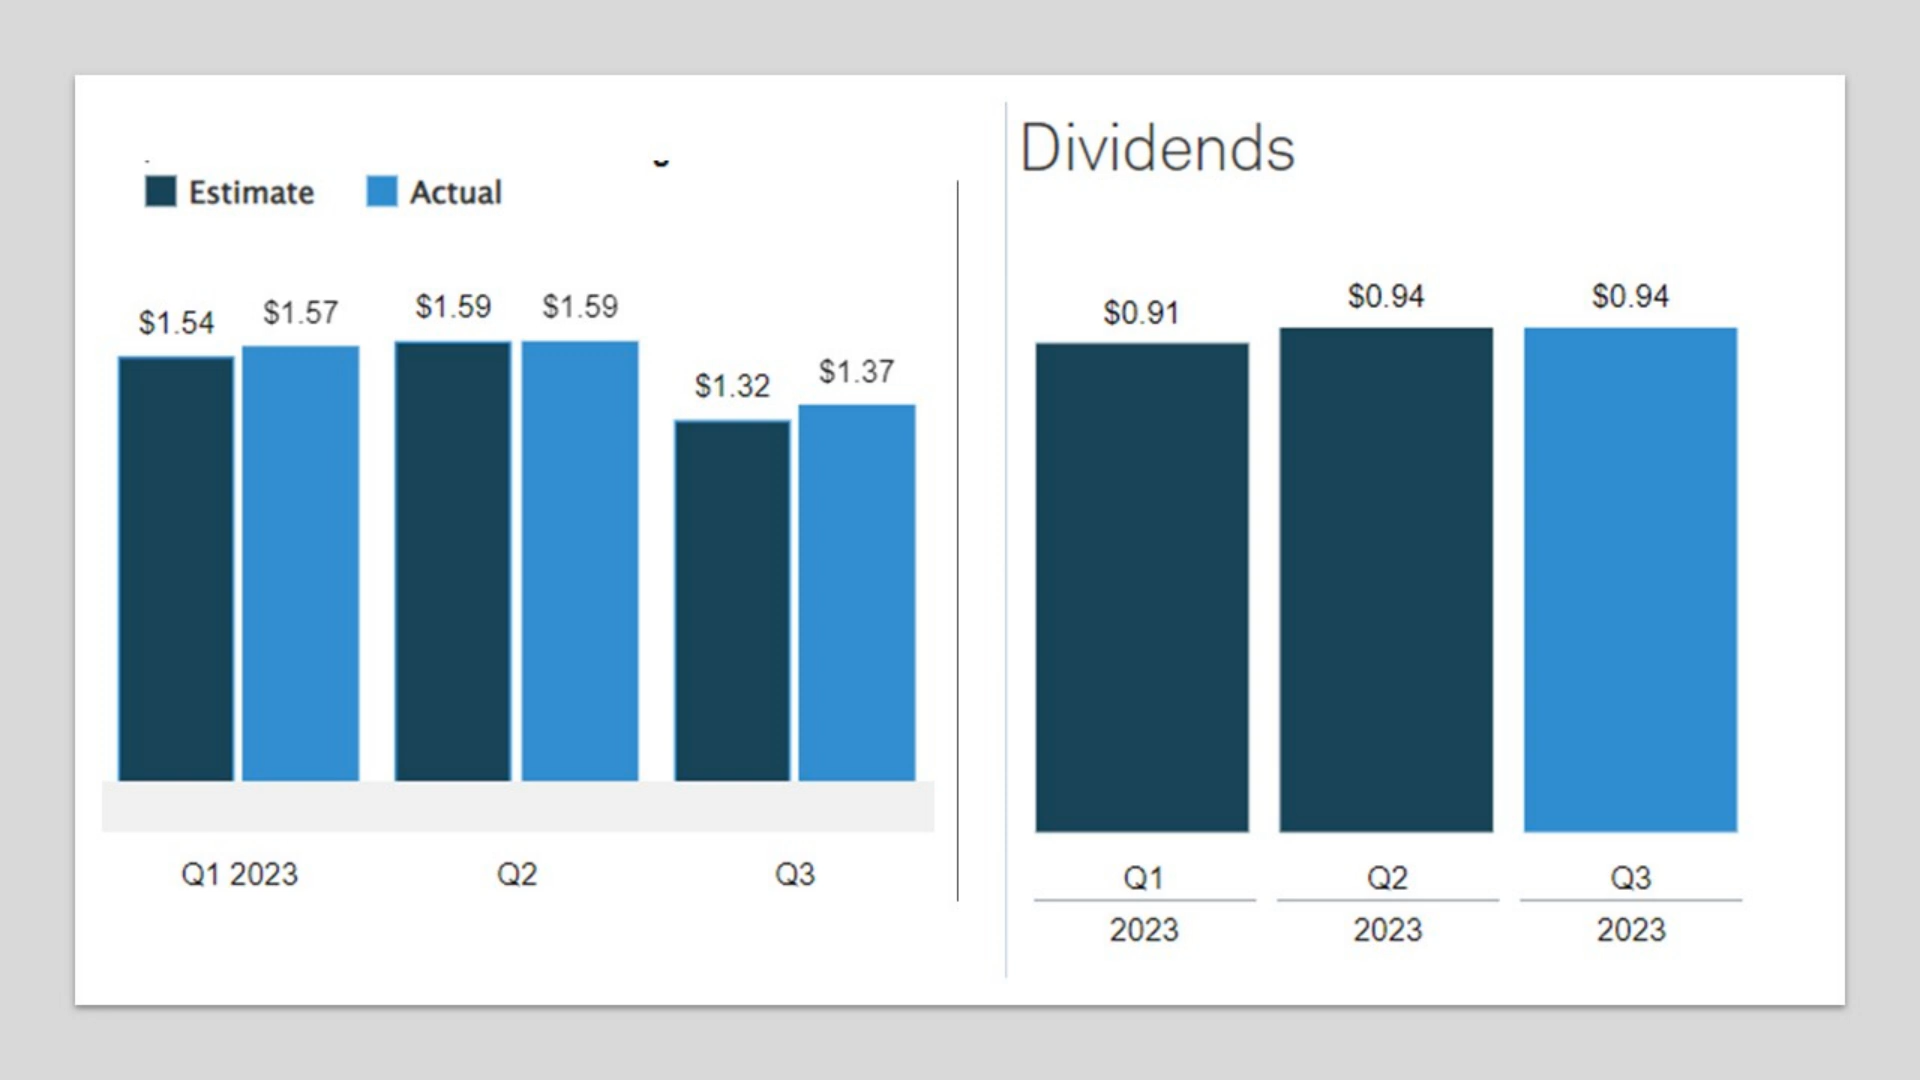 Estimate Actual
$1.54 $1.57 $1.59 $1.59 $1.32 $1.37
Q1 2023 Q2 Q3
Dividends
$0.91 $0.94 $0.94
Q1 Q2 Q3
2023 2023 2023